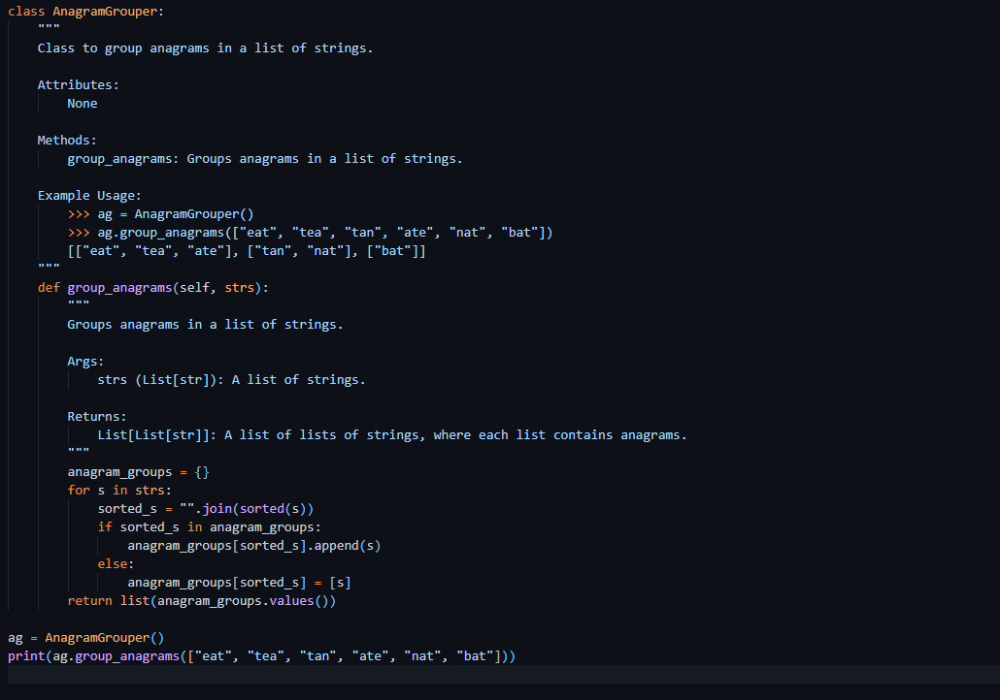 class AnagramGrouper:
    """
    Class to group anagrams in a list of strings.

    Attributes:
        None

    Methods:
        group_anagrams: Groups anagrams in a list of strings.

    Example Usage:
        >>> ag = AnagramGrouper()
        >>> ag.group_anagrams(["eat", "tea", "tan", "ate", "nat", "bat"])
        [["eat", "tea", "ate"], ["tan", "nat"], ["bat"]]
    """
    def group_anagrams(self, strs):
        """
        Groups anagrams in a list of strings.

        Args:
            strs (List[str]): A list of strings.

        Returns:
            List[List[str]]: A list of lists of strings, where each list contains anagrams.
        """
        anagram_groups = {}
        for s in strs:
            sorted_s = "".join(sorted(s))
            if sorted_s in anagram_groups:
                anagram_groups[sorted_s].append(s)
            else:
                anagram_groups[sorted_s] = [s]
        return list(anagram_groups.values())

ag = AnagramGrouper()
print(ag.group_anagrams(["eat", "tea", "tan", "ate", "nat", "bat"]))